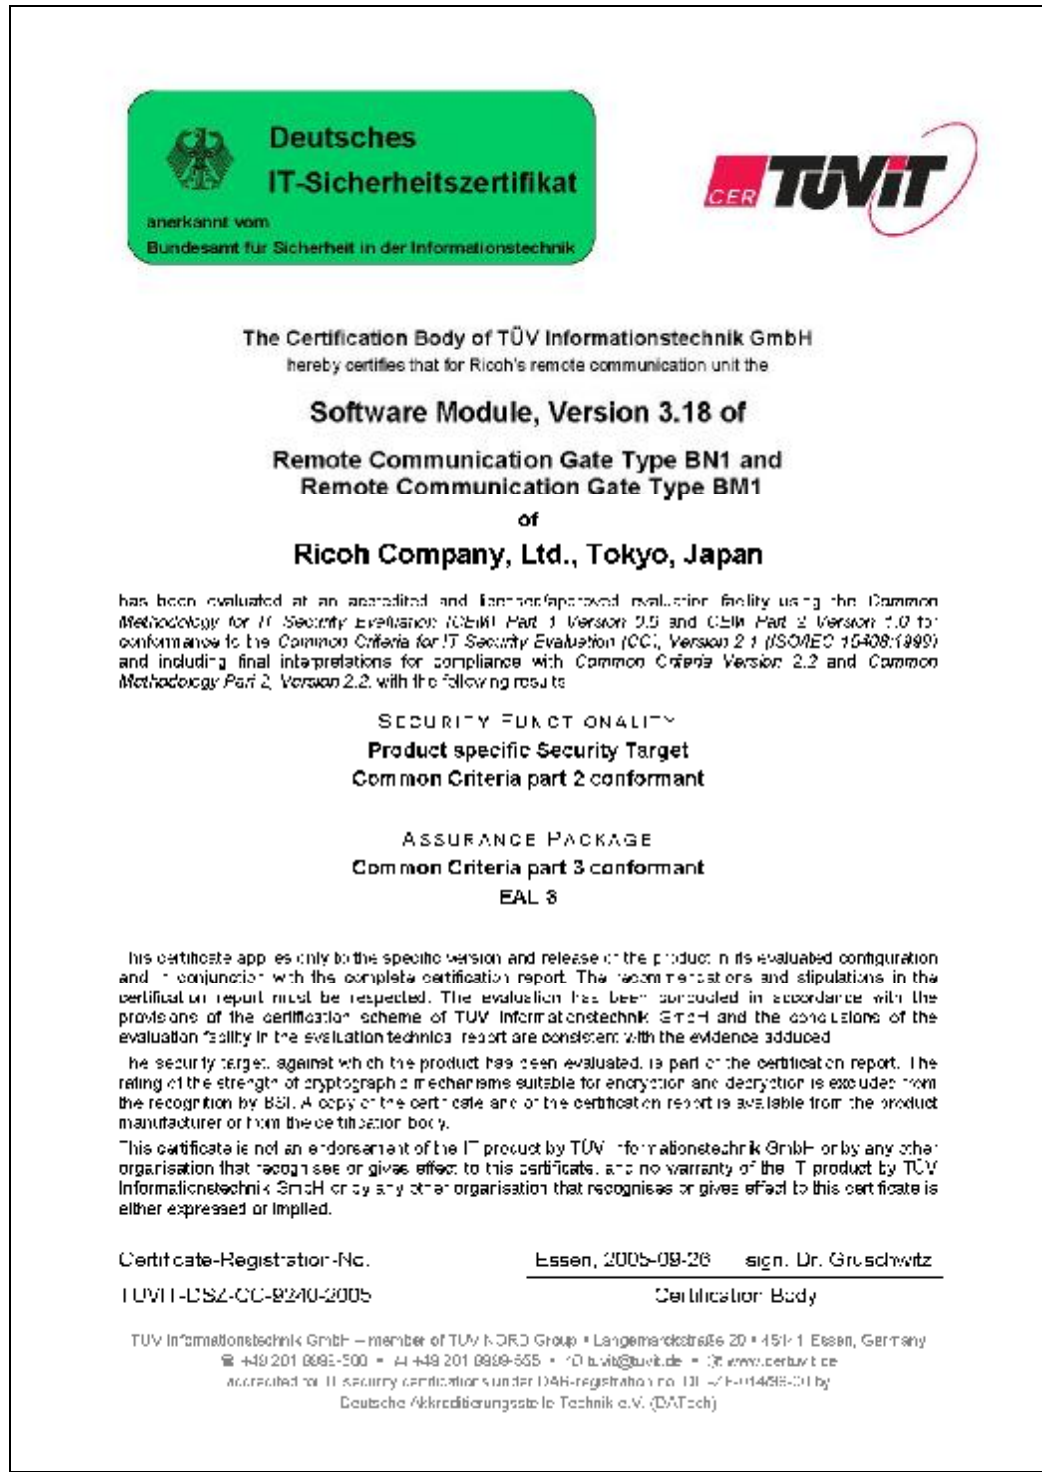 Deutsches
IT-Sicherheitszertifikat
anerkannt vom
Bundesamt für Sicherheit in der Informationstechnik
CERTÜViT
The Certification Body of TÜV Informationstechnik GmbH
hereby certifies that for Ricoh's remote communication unit the
Software Module, Version 3.18 of
Remote Communication Gate Type BN1 and
Remote Communication Gate Type BM1
of
Ricoh Company, Ltd., Tokyo, Japan
has been evaluated at an accredited and licensed/approved evaluation facility using the Common
Methodology for IT Security Evaluation (CEM) Part 1 Version 0.6 and CEM Part 2 Version 1.0 for
conformance to the Common Criteria for IT Security Evaluation (CC), Version 2.1 (ISO/IEC 15408:1999)
and including final interpretations for compliance with Common Criteria Version 2.2 and Common
Methodology Part 2, Version 2.2. with the following results
SECURITY FUNCTIONALITY
Product specific Security Target
Common Criteria part 2 conformant
ASSURANCE PACKAGE
Common Criteria part 3 conformant
EAL 3
This certificate applies only to the specific version and release of the product in its evaluated configuration
and in conjunction with the complete certification report. The recommendations and stipulations in the
certification report must be respected. The evaluation has been conducted in accordance with the
provisions of the certification scheme of TÜV Informationstechnik GmbH and the conclusions of the
evaluation facility in the evaluation technical report are consistent with the evidence adduced
The security target, against which the product has been evaluated, is part of the certification report. The
rating of the strength of cryptographic mechanisms suitable for encryption and decryption is excluded from
the recognition by BSI. A copy of the certificate and of the certification report is available from the product
manufacturer or from the certification body.
This certificate is not an endorsement of the IT product by TÜV Informationstechnik GmbH or by any other
organisation that recognises or gives effect to this certificate, and no warranty of the IT product by TÜV
Informationstechnik GmbH or by any other organisation that recognises or gives effect to this certificate is
either expressed or implied.
Certificate-Registration-No.
Essen, 2005-09-26 sign. Dr. Gruschwitz
TUVIT-DSZ-CC-9240-2005
Certification Body
TÜV Informationstechnik GmbH – member of TÜV NORD Group • Langemarckstraße 20 • 45141 Essen, Germany
+49 201 8999-555 • tuvit@tuvit.de • www.certuvit.de
accredited for IT security certifications under DAR-registration no. by
Deutsche Akkreditierungsstelle Technik e.V. (DATech)